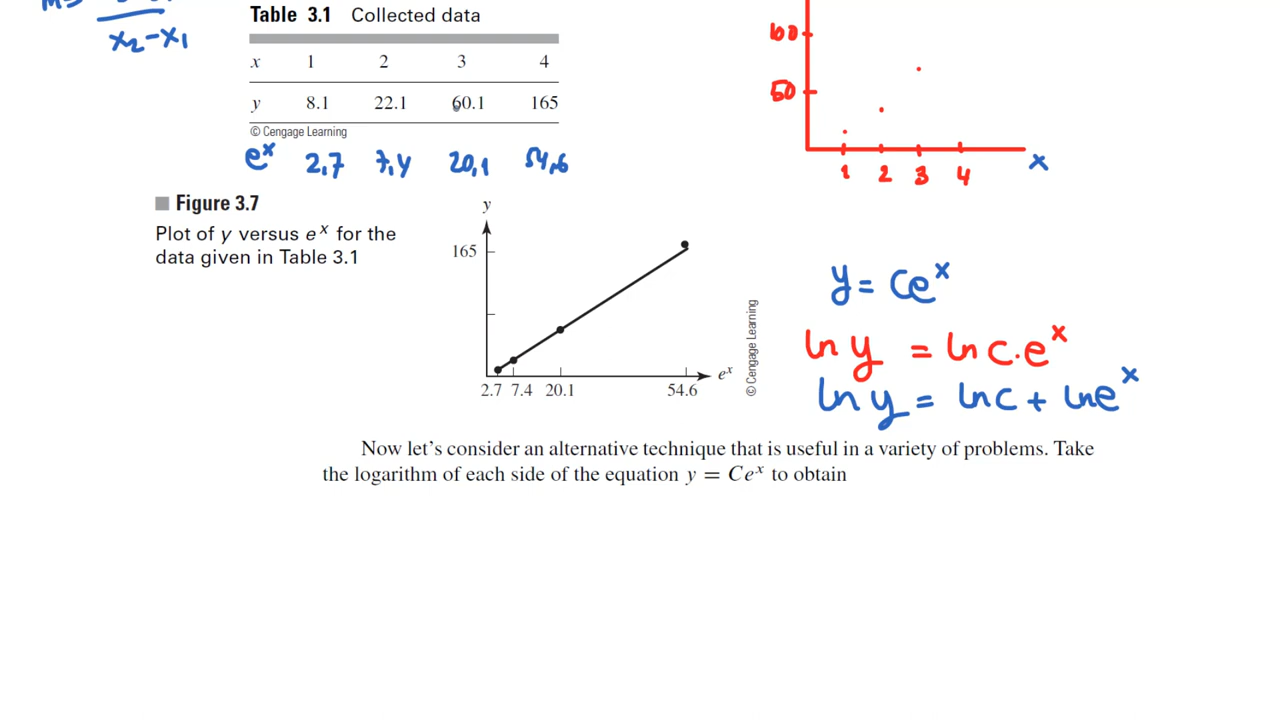 Table 3.1 Collected data
x₂-x₁
x 1 2 3 4
y 8.1 22.1 60.1 165
© Cengage Learning
eˣ 2,7 7,4 20,1 54,6
100
50
1 2 3 4
x
Figure 3.7
Plot of y versus eˣ for the
data given in Table 3.1
y
165
2.7 7.4 20.1 54.6
eˣ
© Cengage Learning
y = Ceˣ
ln y = ln C.eˣ
ln y = ln C + ln eˣ
Now let's consider an alternative technique that is useful in a variety of problems. Take
the logarithm of each side of the equation y = Ceˣ to obtain